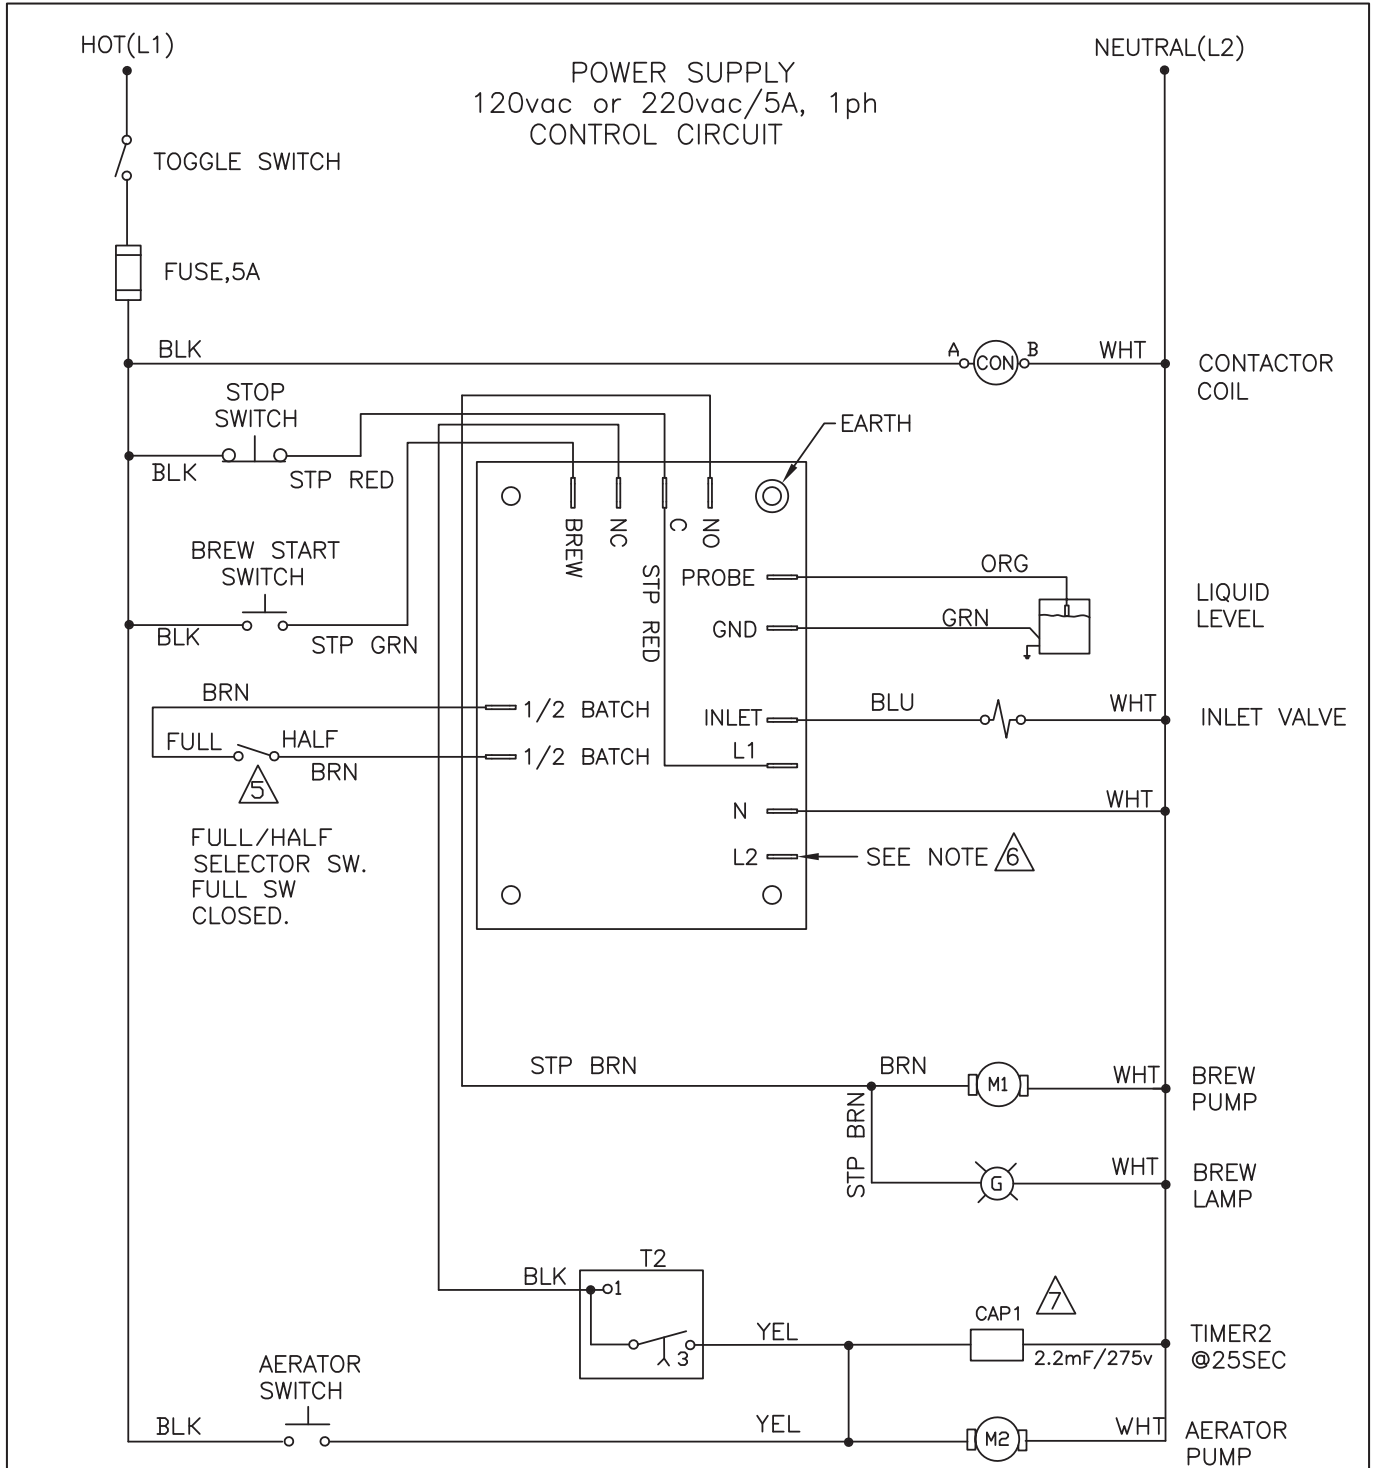 HOT(L1)
NEUTRAL(L2)
POWER SUPPLY
120vac or 220vac/5A, 1ph
CONTROL CIRCUIT
TOGGLE SWITCH
FUSE,5A
BLK
A
CON
B
WHT
CONTACTOR
COIL
STOP
SWITCH
BLK
STP RED
EARTH
BREW
NC
C
NO
STP RED
BREW START
SWITCH
BLK
STP GRN
PROBE
ORG
GND
GRN
LIQUID
LEVEL
BRN
1/2 BATCH
FULL
HALF
BRN
1/2 BATCH
5
FULL/HALF
SELECTOR SW.
FULL SW
CLOSED.
INLET
BLU
WHT
INLET VALVE
L1
N
WHT
L2
SEE NOTE 6
STP BRN
BRN
M1
WHT
BREW
PUMP
STP BRN
G
WHT
BREW
LAMP
T2
BLK
1
3
YEL
CAP1
7
2.2mF/275v
TIMER2
@25SEC
AERATOR
SWITCH
BLK
YEL
M2
WHT
AERATOR
PUMP